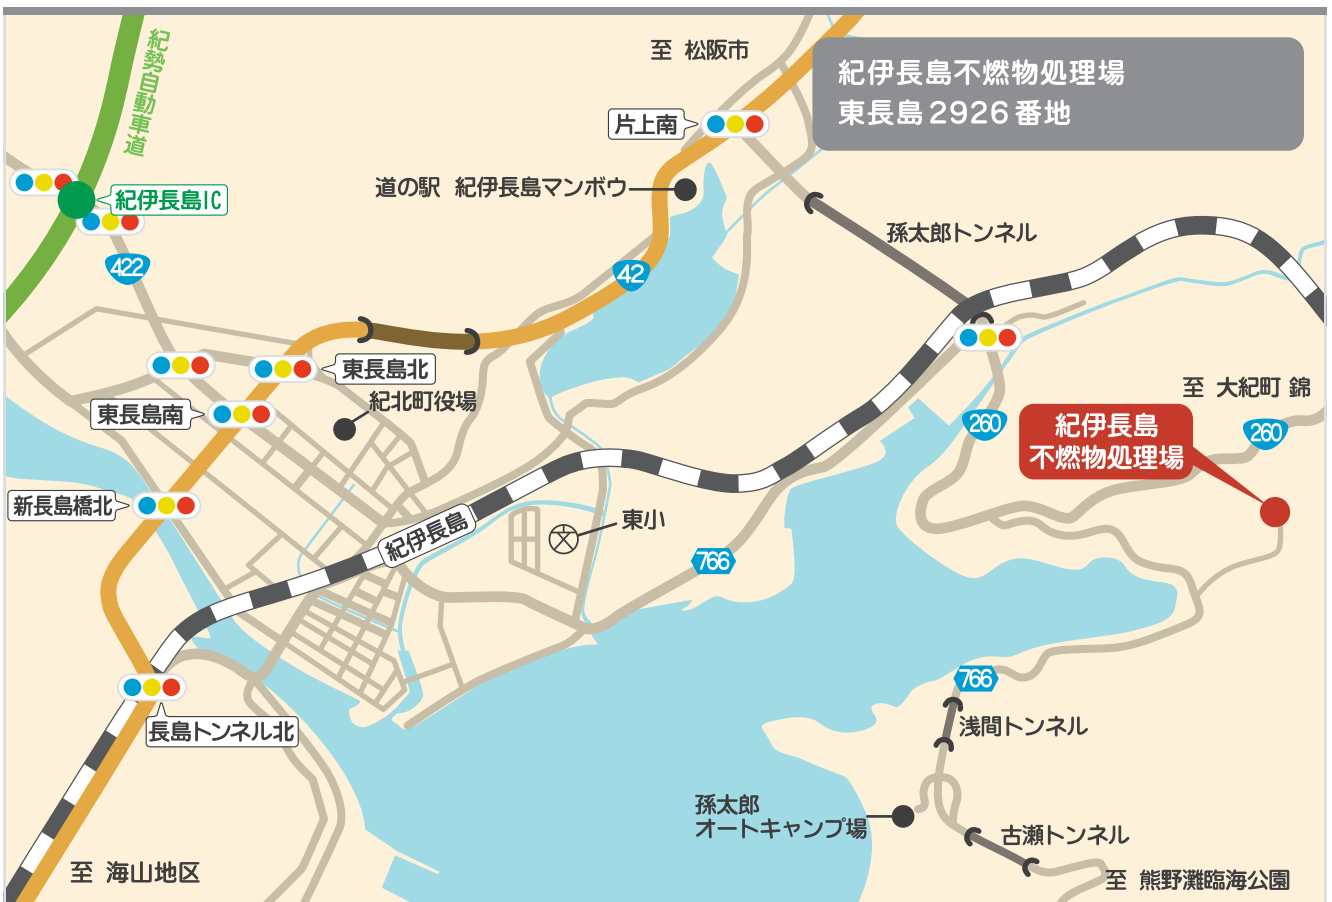 紀勢自動車道
至 松阪市
紀伊長島不燃物処理場
東長島2926番地
片上南
道の駅 紀伊長島マンボウ
紀伊長島IC
孫太郎トンネル
422
42
東長島北
紀北町役場
東長島南
至 大紀町 錦
260
260
紀伊長島
不燃物処理場
新長島橋北
紀伊長島
文
東小
766
766
長島トンネル北
浅間トンネル
孫太郎
オートキャンプ場
古瀬トンネル
至 海山地区
至 熊野灘臨海公園